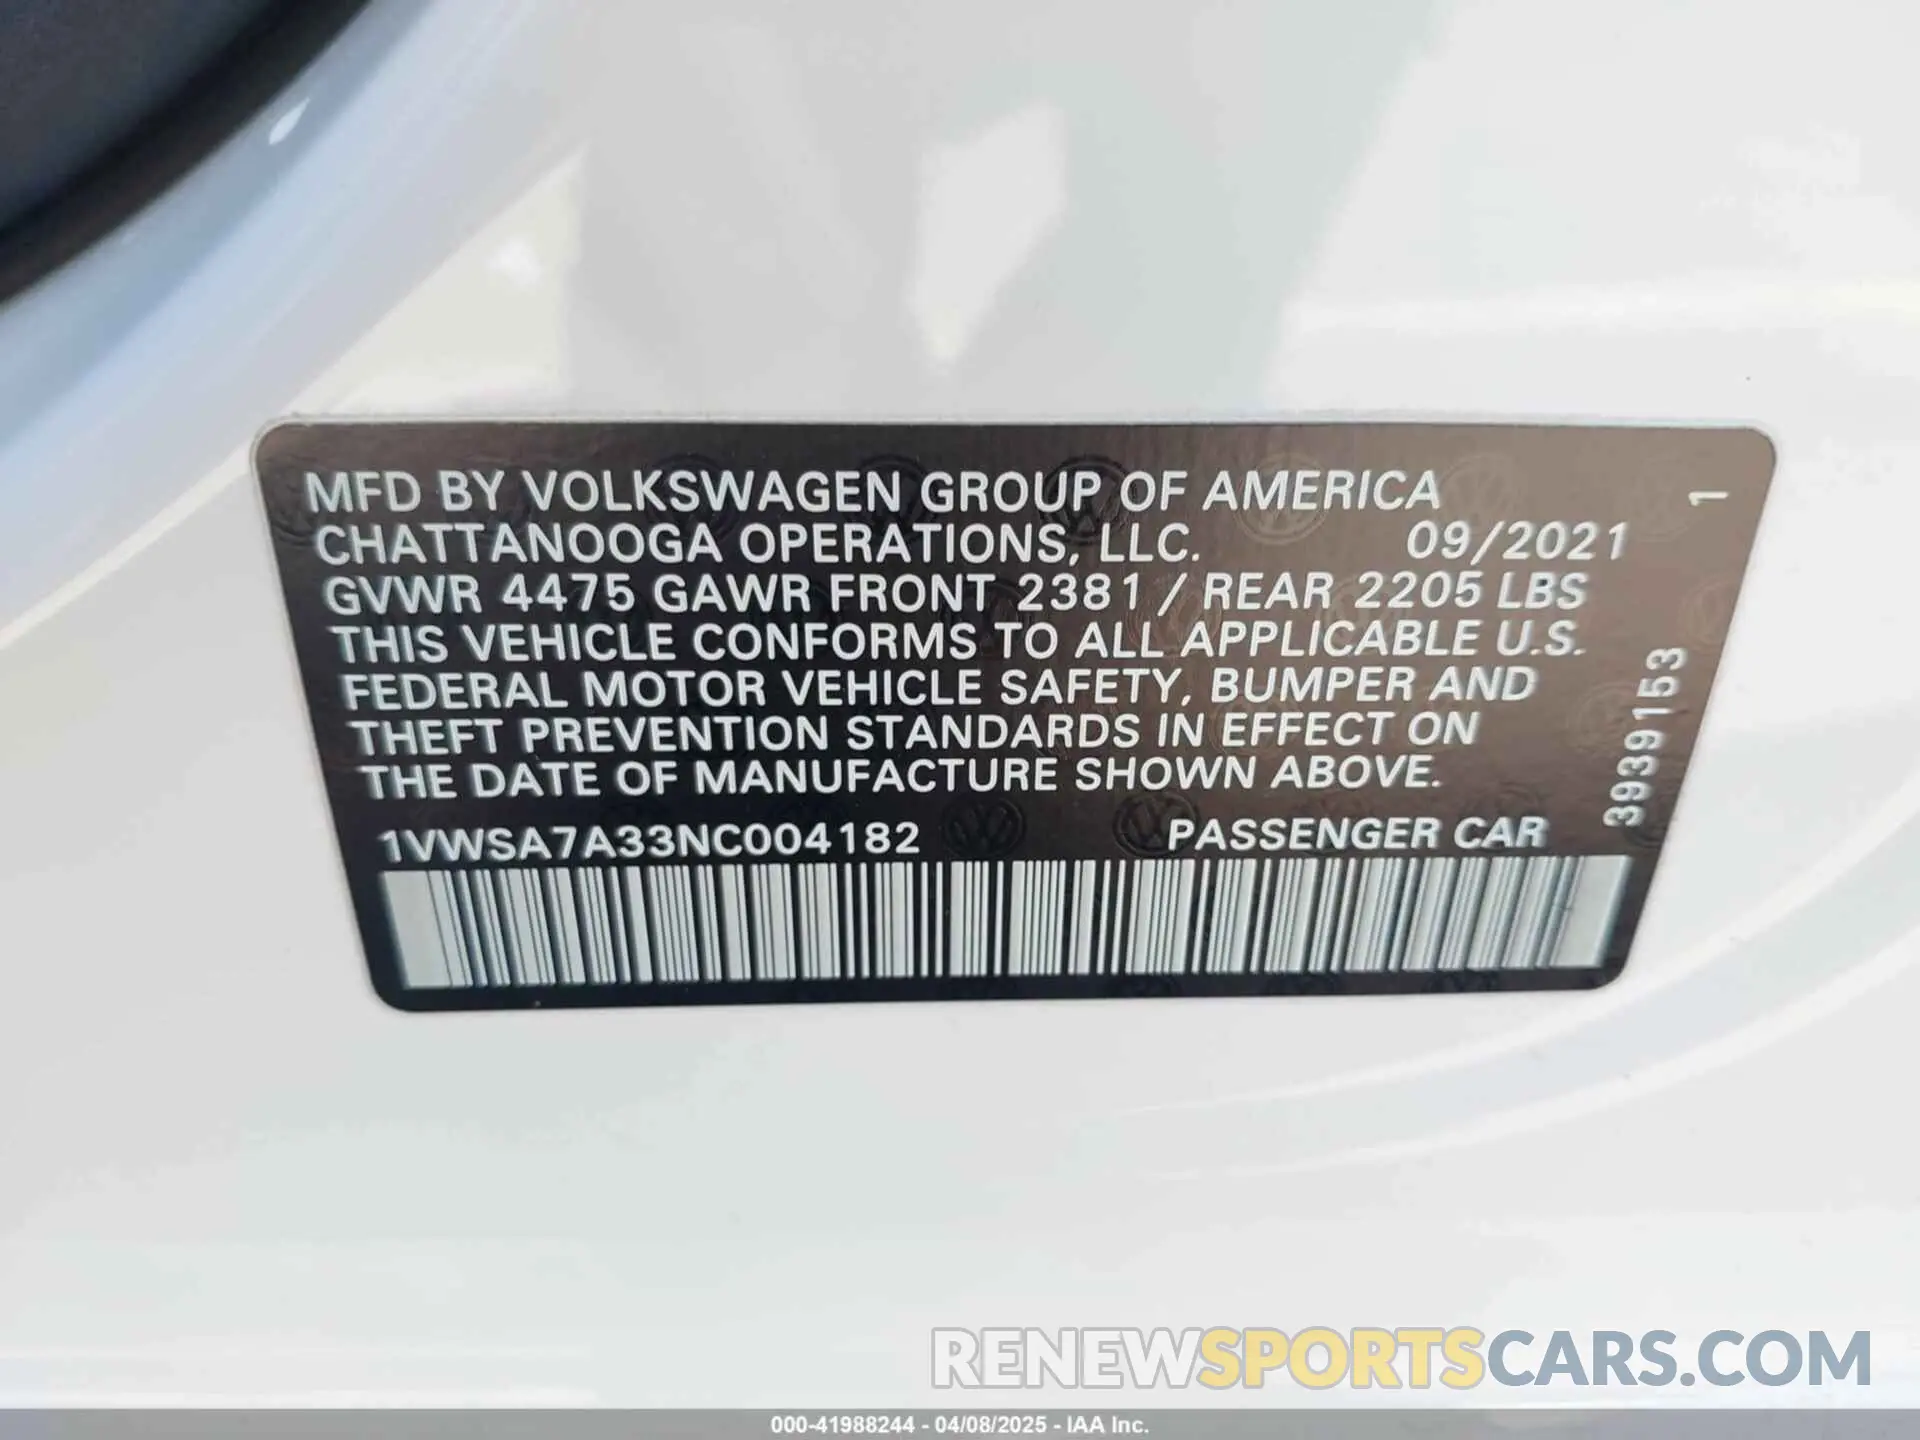 MFD BY VOLKSWAGEN GROUP OF AMERICA
CHATTANOOGA OPERATIONS, LLC. 09/2021
GVWR 4475 GAWR FRONT 2381 / REAR 2205 LBS
THIS VEHICLE CONFORMS TO ALL APPLICABLE U.S.
FEDERAL MOTOR VEHICLE SAFETY, BUMPER AND
THEFT PREVENTION STANDARDS IN EFFECT ON
THE DATE OF MANUFACTURE SHOWN ABOVE.
1VWSA7A33NC004182 PASSENGER CAR
3939153 1
RENEWSPORTSCARS.COM
000-41988244 - 04/08/2025 - IAA Inc.